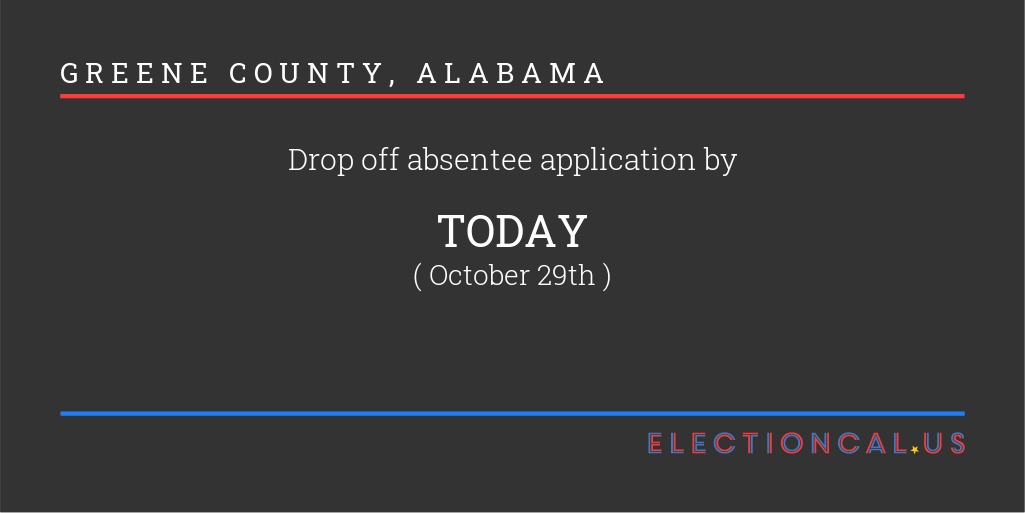 GREENE COUNTY, ALABAMA
Drop off absentee application by
TODAY
( October 29th )
ELECTIONCAL.US